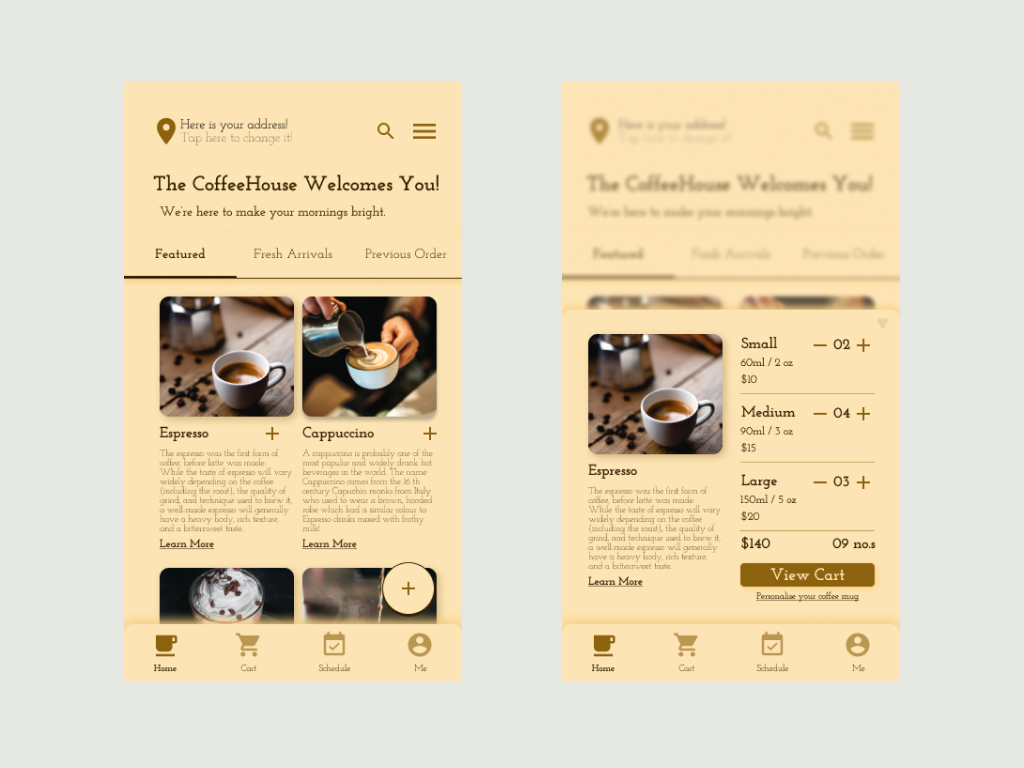 Here is your address!
Tap here to change it!
The CoffeeHouse Welcomes You!
We're here to make your mornings bright.
Featured
Fresh Arrivals
Previous Order
Espresso
The espresso was the first form of
coffee, before latte was made.
While the taste of espresso will vary
widely depending on the coffee
(including the roast), the quality of
grind, and technique used to brew it;
a well-made espresso will generally
have a heavy body, rich texture,
and a bittersweet taste.
Learn More
Cappuccino
A cappuccino is probably one of the
most popular and widely drunk hot
beverages in the world. The name
Cappuccino comes from the 16 th
century Capuchin monks from Italy
who used to wear a brown, hooded
robe which had a similar colour to
Espresso drinks mixed with frothy
milk!
Learn More
Home
Cart
Schedule
Me
Here is your address!
Tap here to change it!
The CoffeeHouse Welcomes You!
We're here to make your mornings bright.
Featured
Fresh Arrivals
Previous Order
Espresso
The espresso was the first form of
coffee, before latte was made.
While the taste of espresso will vary
widely depending on the coffee
(including the roast), the quality of
grind, and technique used to brew it;
a well-made espresso will generally
have a heavy body, rich texture,
and a bittersweet taste.
Learn More
Small
02
60ml / 2 oz
$10
Medium
04
90ml / 3 oz
$15
Large
03
150ml / 5 oz
$20
$140
09 no.s
View Cart
Personalise your coffee mug
Home
Cart
Schedule
Me